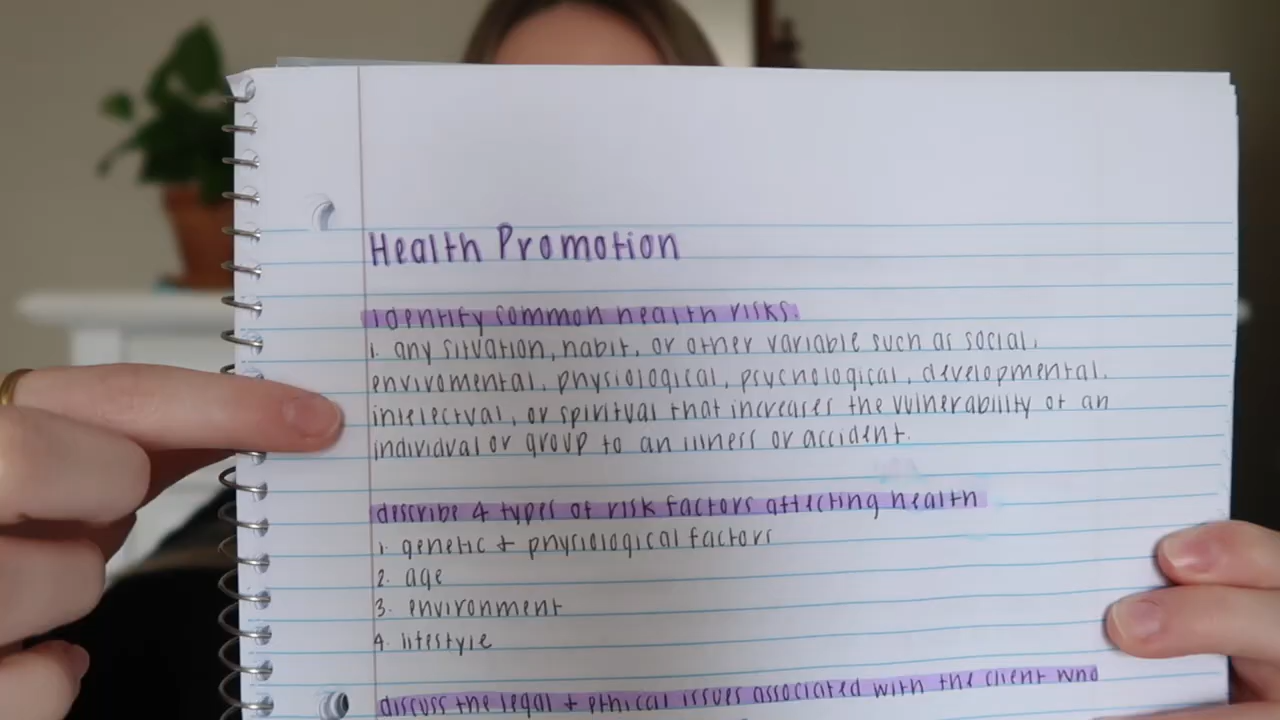 Health Promotion
identify common health risks:
1. any situation, habit, or other variable such as social,
enviromental, physiological, psychological, developmental,
intelectual, or spiritual that increases the vulnerability of an
individual or group to an illness or accident.
describe 4 types of risk factors affecting health
1. genetic + physiological factors
2. age
3. environment
4. lifestyle
discuss the legal + ethical issues associated with the client who